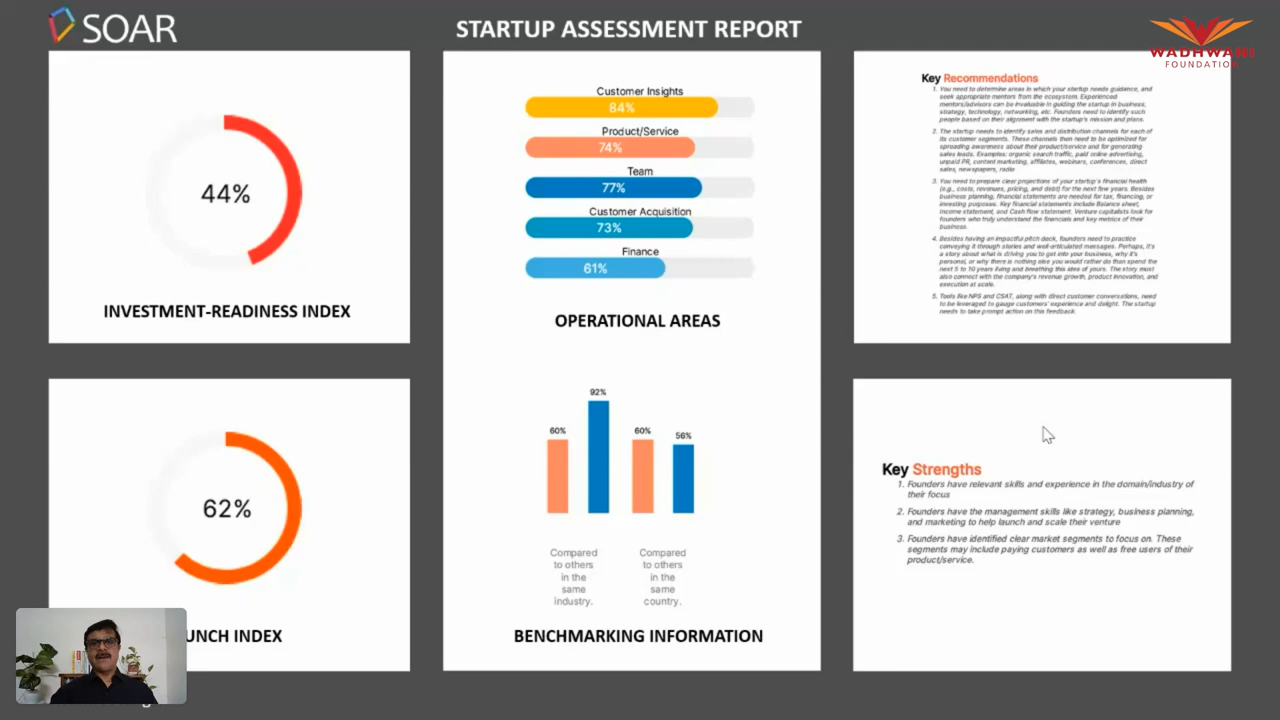 SOAR
STARTUP ASSESSMENT REPORT
WADHWANI
FOUNDATION
44%
INVESTMENT-READINESS INDEX
62%
UNCH INDEX
Customer Insights
84%
Product/Service
74%
Team
77%
Customer Acquisition
73%
Finance
61%
OPERATIONAL AREAS
60%
92%
60%
56%
Compared
to others
in the
same
industry.
Compared
to others
in the
same
country.
BENCHMARKING INFORMATION
Key Recommendations
1. You need to determine areas in which your startup needs guidance, and
seek appropriate mentors from the ecosystem. Experienced
mentors/advisors can be invaluable in guiding the startup in business,
strategy, technology, networking, etc. Founders need to identify such
people based on their alignment with the startup's mission and plans.
2. The startup needs to identify sales and distribution channels for each of
its customer segments. These channels then need to be optimized for
spreading awareness about their product/service and for generating
sales leads. Examples: organic search traffic, paid online advertising,
unpaid PR, content marketing, affiliates, webinars, conferences, direct
sales, newspapers, radio
3. You need to prepare clear projections of your startup's financial health
(e.g., costs, revenues, pricing, and debt) for the next few years. Besides
business planning, financial statements are needed for tax, financing, or
investing purposes. Key financial statements include Balance sheet,
income statement, and Cash flow statement. Venture capitalists look for
founders who truly understand the financials and key metrics of their
business.
4. Besides having an impactful pitch deck, founders need to practice
conveying it through stories and well-articulated messages. Perhaps, it's
a story about what is driving you to get into your business, why it's
personal, or why there is nothing else you would rather do then spend the
next 5 to 10 years living and breathing this idea of yours. The story must
also connect with the company's revenue growth, product innovation, and
execution at scale.
5. Tools like NPS and CSAT, along with direct customer conversations, need
to be leveraged to gauge customers' experience and delight. The startup
needs to take prompt action on this feedback.
Key Strengths
1. Founders have relevant skills and experience in the domain/industry of
their focus
2. Founders have the management skills like strategy, business planning,
and marketing to help launch and scale their venture
3. Founders have identified clear market segments to focus on. These
segments may include paying customers as well as free users of their
product/service.